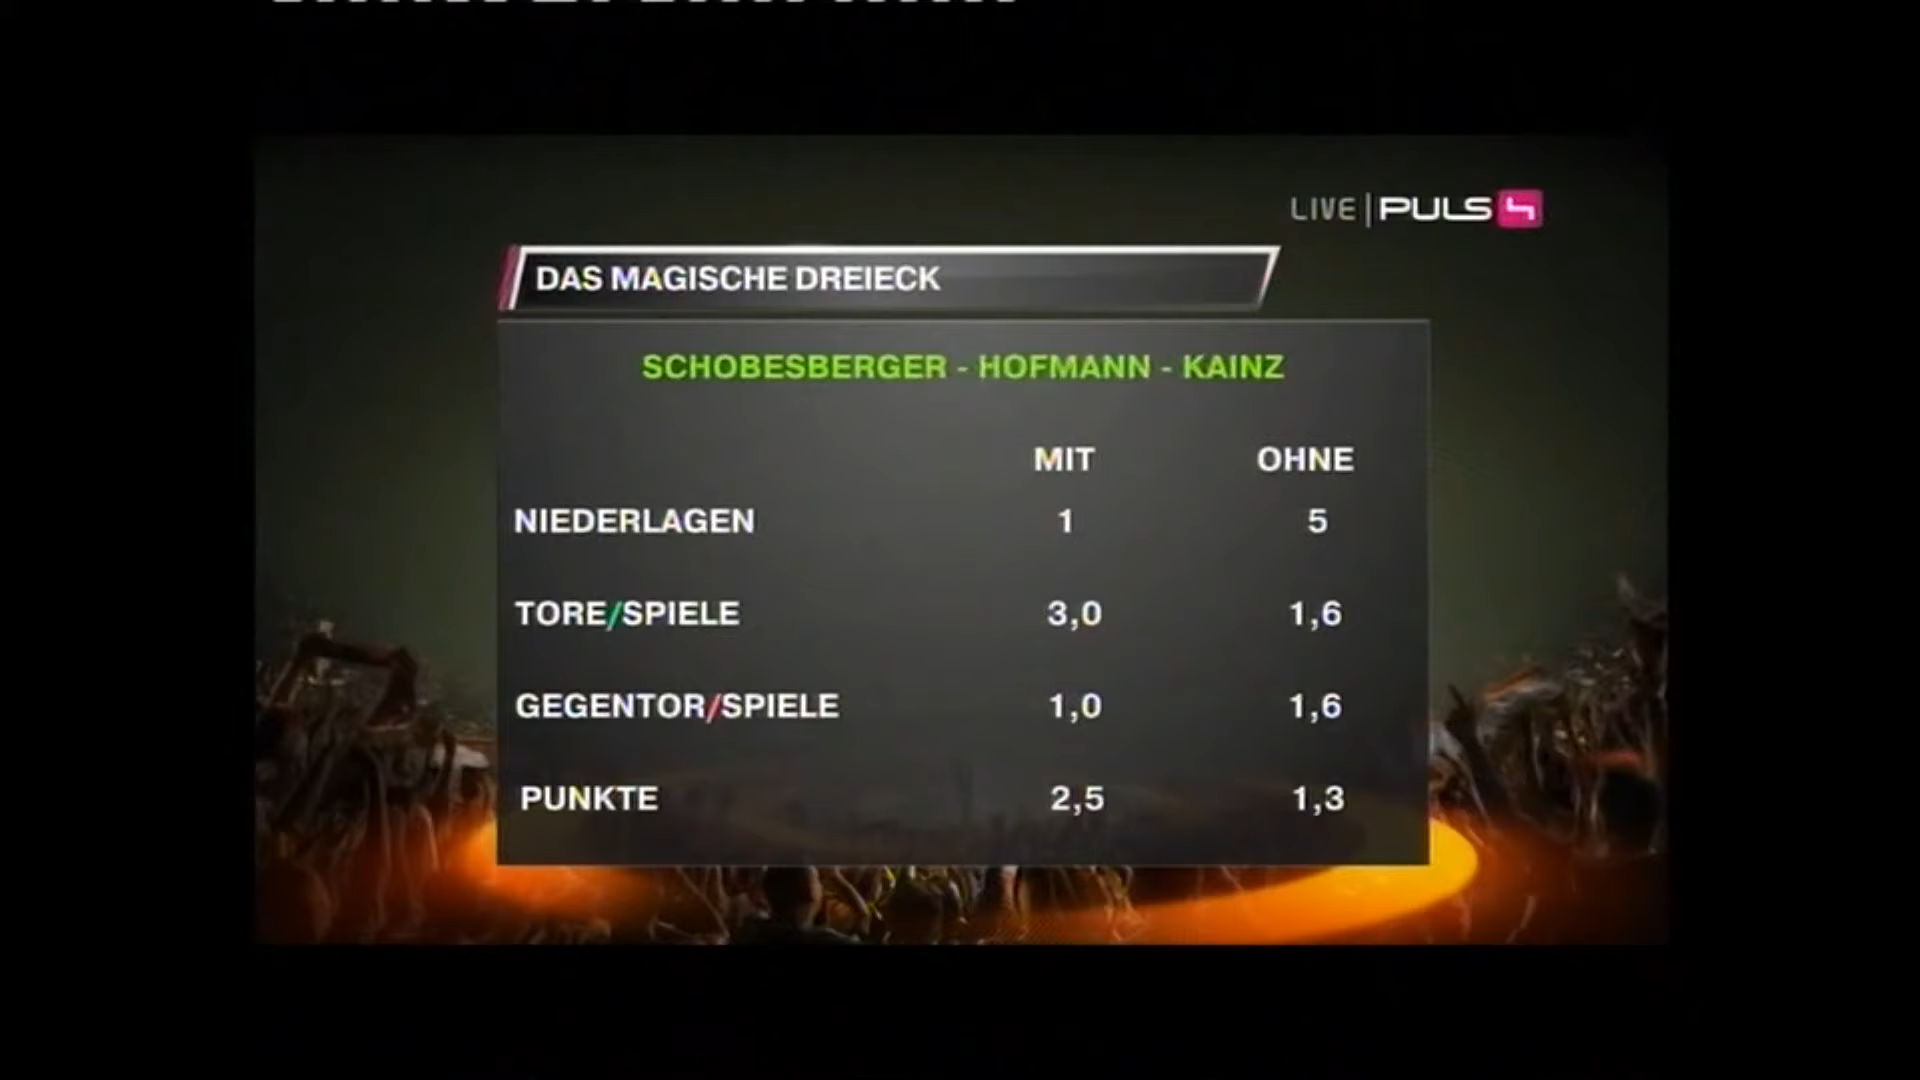 LIVE | PULS 4
DAS MAGISCHE DREIECK
SCHOBESBERGER - HOFMANN - KAINZ
MIT OHNE
NIEDERLAGEN 1 5
TORE/SPIELE 3,0 1,6
GEGENTOR/SPIELE 1,0 1,6
PUNKTE 2,5 1,3